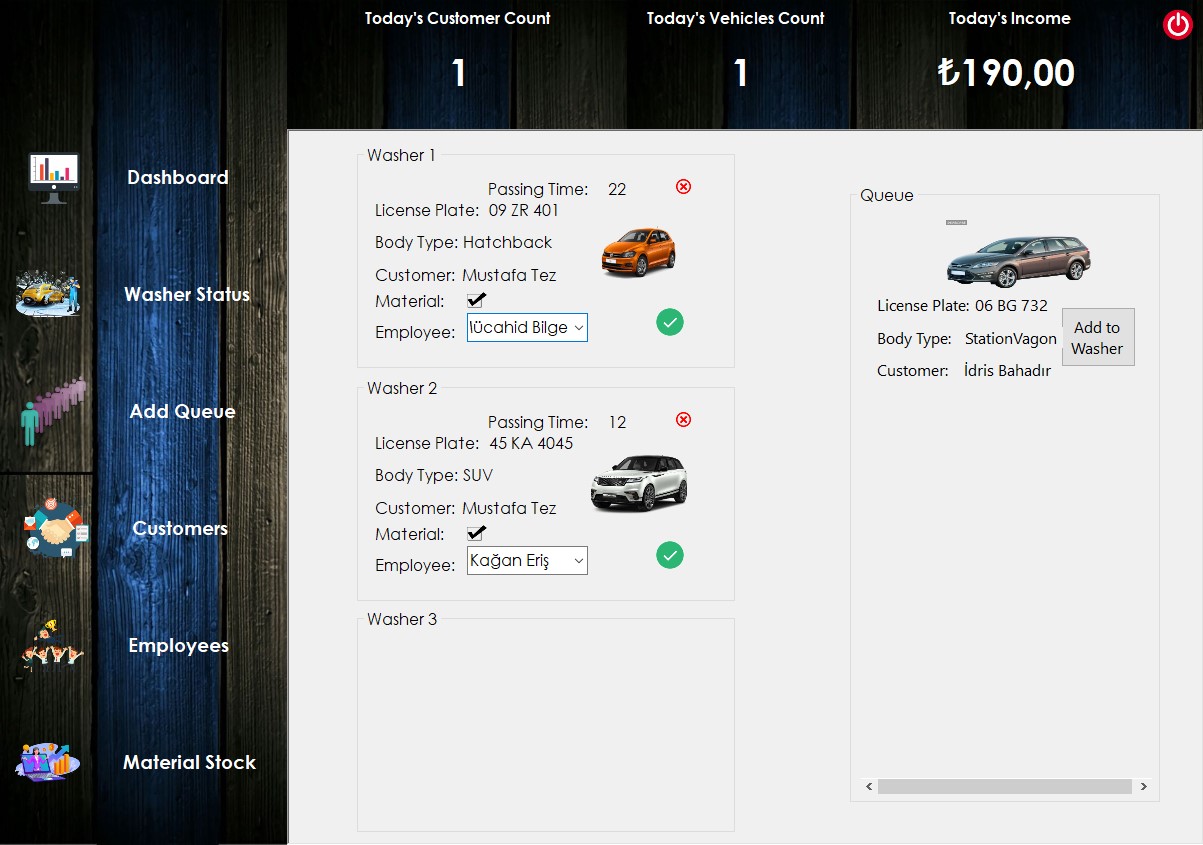 Today's Customer Count
1
Today's Vehicles Count
1
Today's Income
₺190,00
Dashboard
Washer Status
Add Queue
Customers
Employees
Material Stock
Washer 1
Passing Time: 22
License Plate: 09 ZR 401
Body Type: Hatchback
Customer: Mustafa Tez
Material:
Employee: Bilge
Washer 2
Passing Time: 12
License Plate: 45 KA 4045
Body Type: SUV
Customer: Mustafa Tez
Material:
Employee: Kağan Eriş
Washer 3
Queue
License Plate: 06 BG 732
Body Type: StationVagon
Customer: İdris Bahadır
Add to
Washer